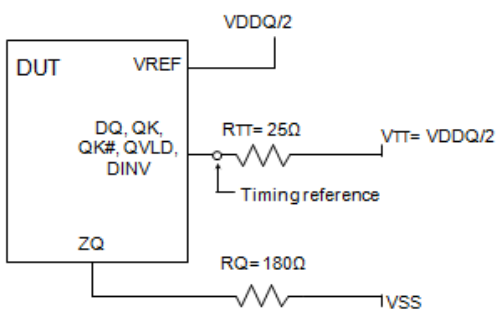 VDDQ/2
DUT
VREF
DQ, QK,
QK#, QVLD,
DINV
RTT= 25Ω
VTT= VDDQ/2
Timing reference
ZQ
RQ= 180Ω
VSS